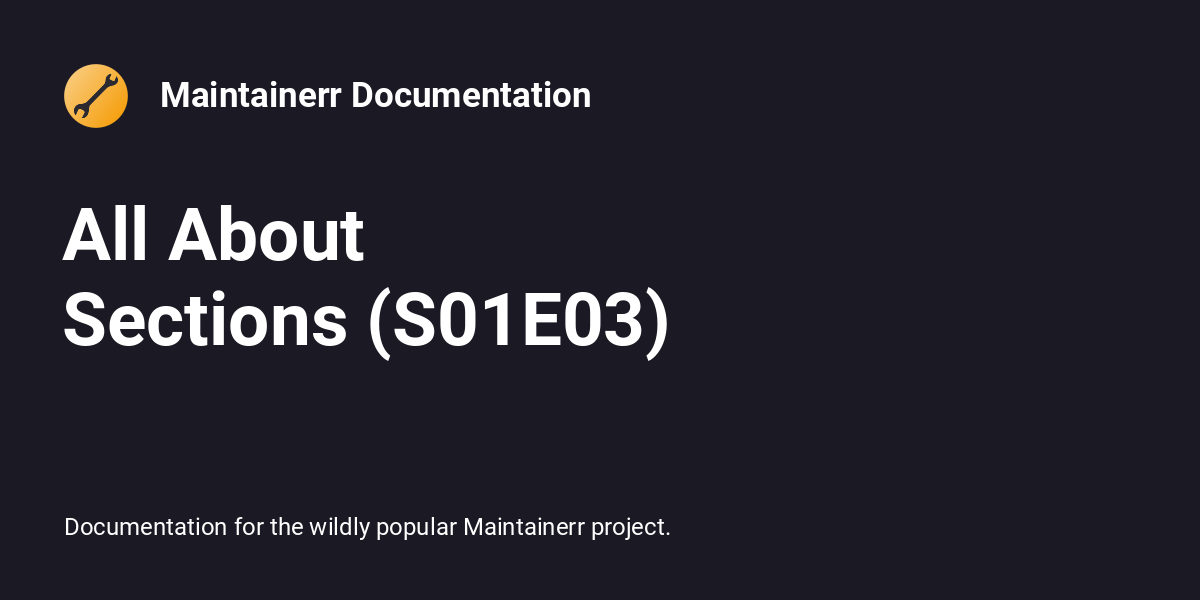 Maintainerr Documentation
All About
Sections (S01E03)
Documentation for the wildly popular Maintainerr project.